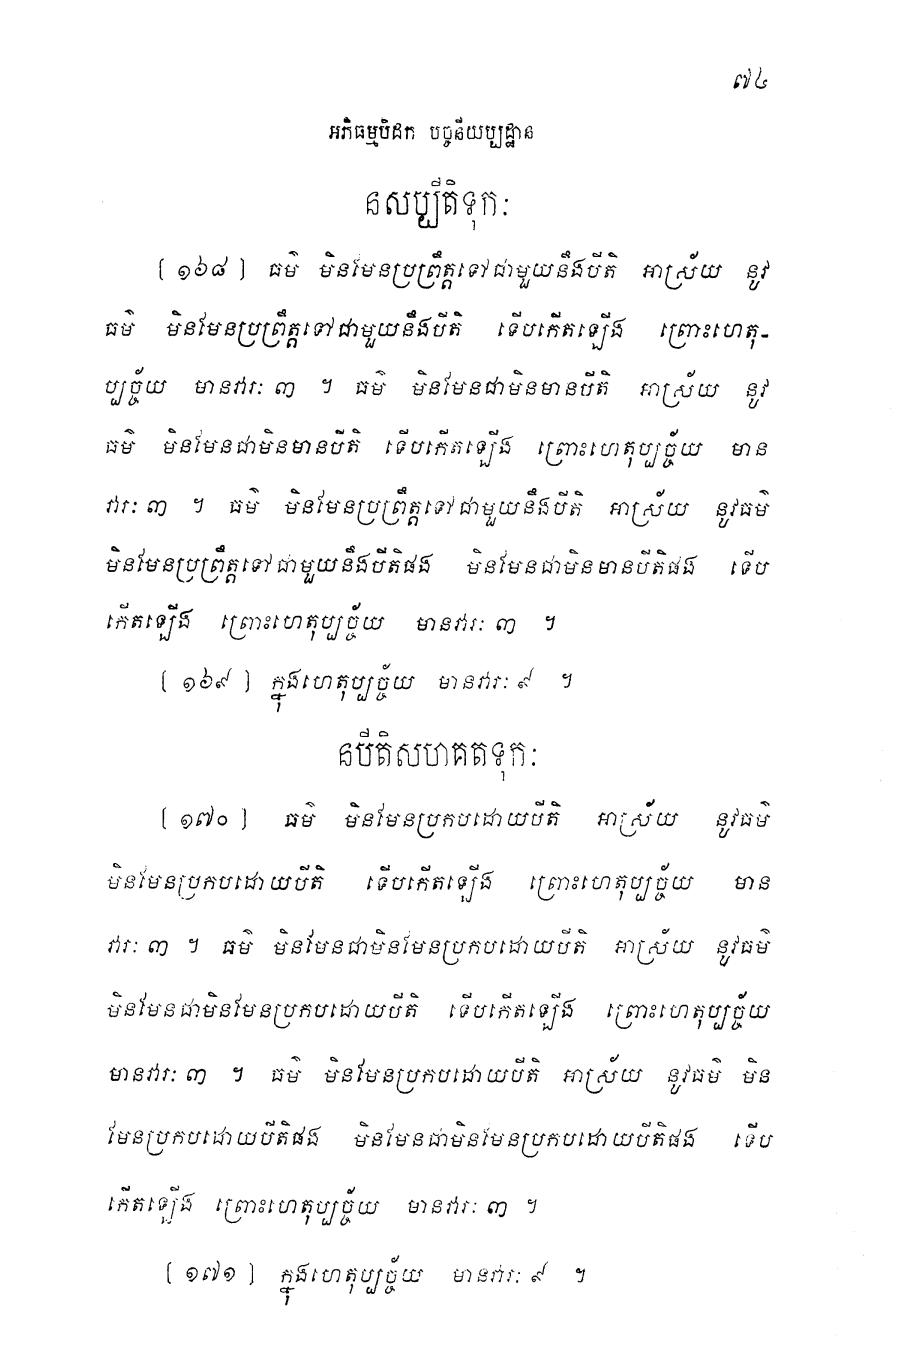 ៧៤
អភិធម្មបិដក បច្ចនីយប្បដ្ឋាន
នសប្បីតិទុកៈ
[ ១៦៨ ] ធម៌ មិនមែនប្រព្រឹត្តទៅជាមួយនឹងបីតិ អាស្រ័យ នូវ
ធម៌ មិនមែនប្រព្រឹត្តទៅជាមួយនឹងបីតិ ទើបកើតឡើង ព្រោះហេតុ-
ប្បច្ច័យ មានវារៈ ៣ ។ ធម៌ មិនមែនជាមិនមានបីតិ អាស្រ័យ នូវ
ធម៌ មិនមែនជាមិនមានបីតិ ទើបកើតឡើង ព្រោះហេតុប្បច្ច័យ មាន
វារៈ ៣ ។ ធម៌ មិនមែនប្រព្រឹត្តទៅជាមួយនឹងបីតិ អាស្រ័យ នូវធម៌
មិនមែនប្រព្រឹត្តទៅជាមួយនឹងបីតិផង មិនមែនជាមិនមានបីតិផង ទើប
កើតឡើង ព្រោះហេតុប្បច្ច័យ មានវារៈ ៣ ។
[ ១៦៩ ] ក្នុងហេតុប្បច្ច័យ មានវារៈ ៩ ។
នបីតិសហគតទុកៈ
[ ១៧០ ] ធម៌ មិនមែនប្រកបដោយបីតិ អាស្រ័យ នូវធម៌
មិនមែនប្រកបដោយបីតិ ទើបកើតឡើង ព្រោះហេតុប្បច្ច័យ មាន
វារៈ ៣ ។ ធម៌ មិនមែនជាមិនមែនប្រកបដោយបីតិ អាស្រ័យ នូវធម៌
មិនមែនជាមិនមែនប្រកបដោយបីតិ ទើបកើតឡើង ព្រោះហេតុប្បច្ច័យ
មានវារៈ ៣ ។ ធម៌ មិនមែនប្រកបដោយបីតិ អាស្រ័យ នូវធម៌ មិន
មែនប្រកបដោយបីតិផង មិនមែនជាមិនមែនប្រកបដោយបីតិផង ទើប
កើតឡើង ព្រោះហេតុប្បច្ច័យ មានវារៈ ៣ ។
[ ១៧១ ] ក្នុងហេតុប្បច្ច័យ មានវារៈ ៩ ។